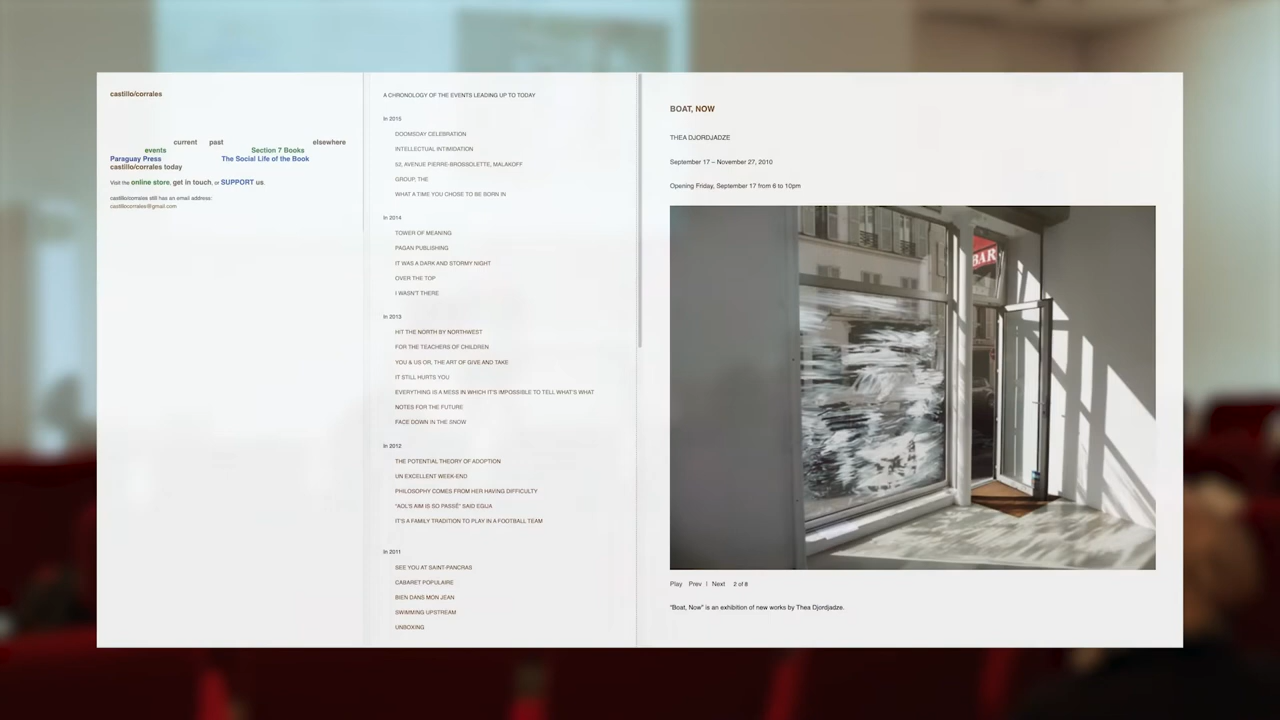 castillo/corrales
current past elsewhere
events Section 7 Books
Paraguay Press The Social Life of the Book
castillo/corrales today
Visit the online store, get in touch, or SUPPORT us.
castillo/corrales still has an email address:
castillocorrales@gmail.com
A CHRONOLOGY OF THE EVENTS LEADING UP TO TODAY
In 2015
DOOMSDAY CELEBRATION
INTELLECTUAL INTIMIDATION
52, AVENUE PIERRE-BROSSOLETTE, MALAKOFF
GROUP, THE
WHAT A TIME YOU CHOSE TO BE BORN IN
In 2014
TOWER OF MEANING
PAGAN PUBLISHING
IT WAS A DARK AND STORMY NIGHT
OVER THE TOP
I WASN'T THERE
In 2013
HIT THE NORTH BY NORTHWEST
FOR THE TEACHERS OF CHILDREN
YOU & US OR, THE ART OF GIVE AND TAKE
IT STILL HURTS YOU
EVERYTHING IS A MESS IN WHICH IT'S IMPOSSIBLE TO TELL WHAT'S WHAT
NOTES FOR THE FUTURE
FACE DOWN IN THE SNOW
In 2012
THE POTENTIAL THEORY OF ADOPTION
UN EXCELLENT WEEK-END
PHILOSOPHY COMES FROM HER HAVING DIFFICULTY
"AOL'S AIM IS SO PASSÉ" SAID EGIJA
IT'S A FAMILY TRADITION TO PLAY IN A FOOTBALL TEAM
In 2011
SEE YOU AT SAINT-PANCRAS
CABARET POPULAIRE
BIEN DANS MON JEAN
SWIMMING UPSTREAM
UNBOXING
BOAT, NOW
THEA DJORDJADZE
September 17 – November 27, 2010
Opening Friday, September 17 from 6 to 10pm
BAR
Play Prev | Next 2 of 8
"Boat, Now" is an exhibition of new works by Thea Djordjadze.